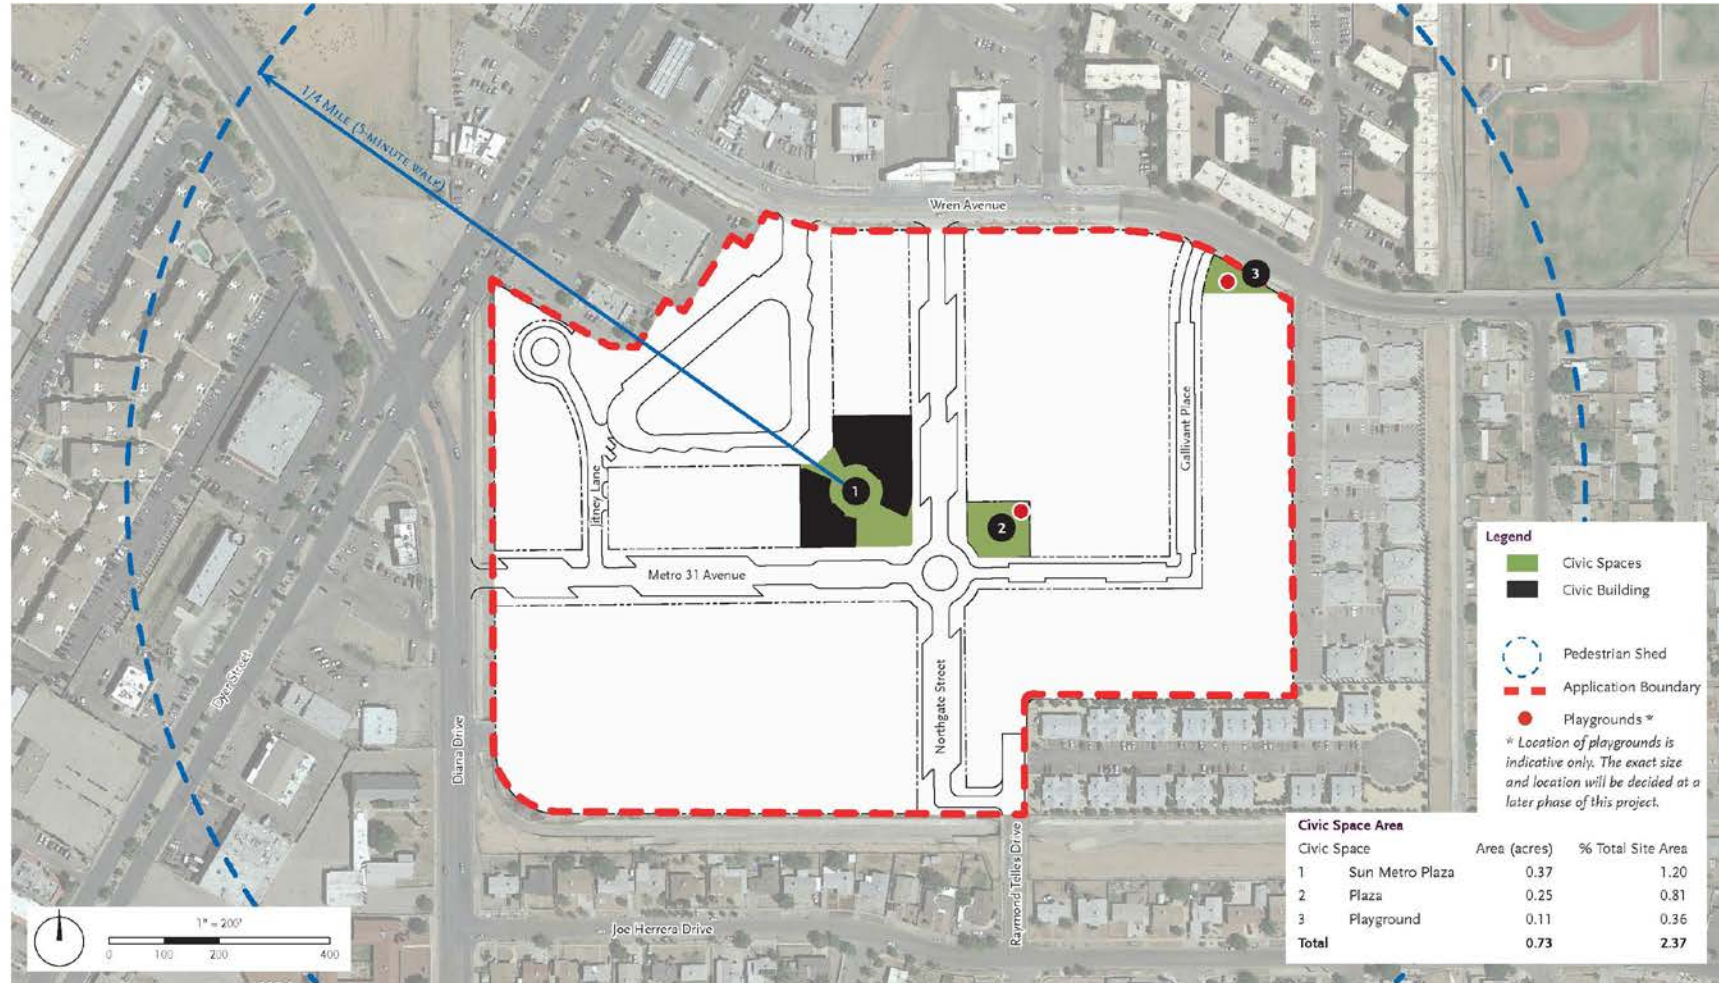 1/4 MILE (5-MINUTE WALK)
Wren Avenue
3
Gallivant Place
Jitney Lane
1
2
Metro 31 Avenue
Dyer Street
Diana Drive
Northgate Street
Raymond Telles Drive
Joe Herrera Drive
Legend
Civic Spaces
Civic Building
Pedestrian Shed
Application Boundary
Playgrounds *
* Location of playgrounds is
indicative only. The exact size
and location will be decided at a
later phase of this project.
Civic Space Area
Civic Space Area (acres) % Total Site Area
1 Sun Metro Plaza 0.37 1.20
2 Plaza 0.25 0.81
3 Playground 0.11 0.36
Total 0.73 2.37
1" = 200'
0 100 200 400